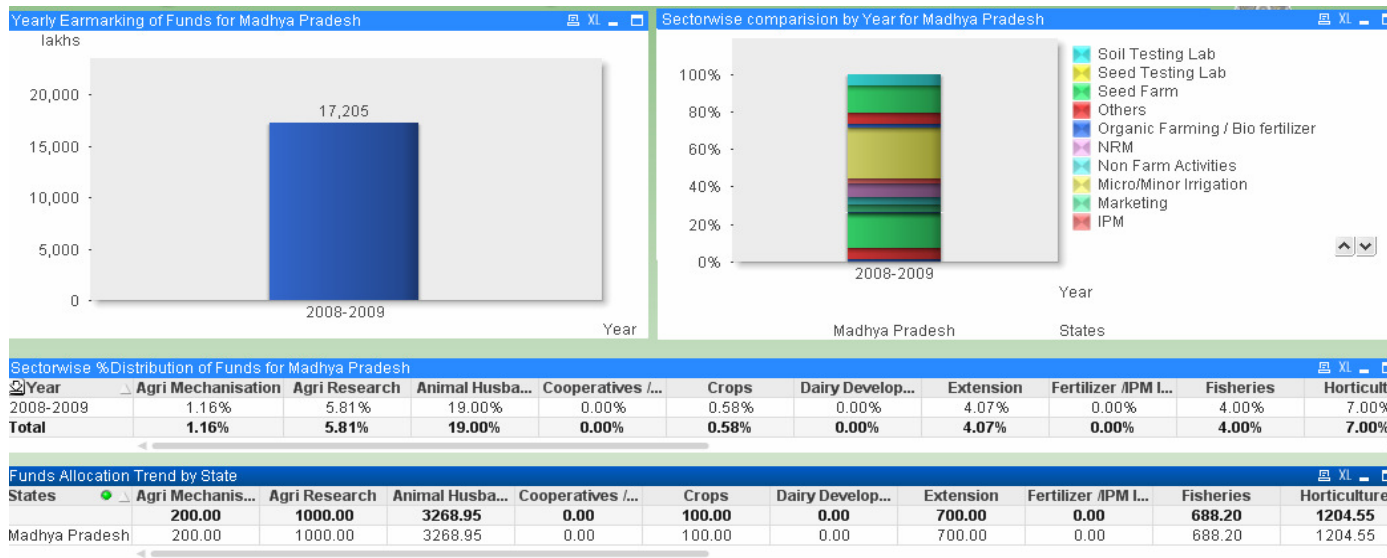 Yearly Earmarking of Funds for Madhya Pradesh XL
lakhs
20,000
15,000
10,000
5,000
0
17,205
2008-2009
Year
Sectorwise comparision by Year for Madhya Pradesh XL
100%
80%
60%
40%
20%
0%
2008-2009
Year
Madhya Pradesh States
Soil Testing Lab
Seed Testing Lab
Seed Farm
Others
Organic Farming / Bio fertilizer
NRM
Non Farm Activities
Micro/Minor Irrigation
Marketing
IPM
Sectorwise %Distribution of Funds for Madhya Pradesh XL
Year Agri Mechanisation Agri Research Animal Husba... Cooperatives /... Crops Dairy Develop... Extension Fertilizer /IPM I... Fisheries Horticult
2008-2009 1.16% 5.81% 19.00% 0.00% 0.58% 0.00% 4.07% 0.00% 4.00% 7.00%
Total 1.16% 5.81% 19.00% 0.00% 0.58% 0.00% 4.07% 0.00% 4.00% 7.00%
Funds Allocation Trend by State XL
States Agri Mechanis... Agri Research Animal Husba... Cooperatives /... Crops Dairy Develop... Extension Fertilizer /IPM I... Fisheries Horticulture
200.00 1000.00 3268.95 0.00 100.00 0.00 700.00 0.00 688.20 1204.55
Madhya Pradesh 200.00 1000.00 3268.95 0.00 100.00 0.00 700.00 0.00 688.20 1204.55